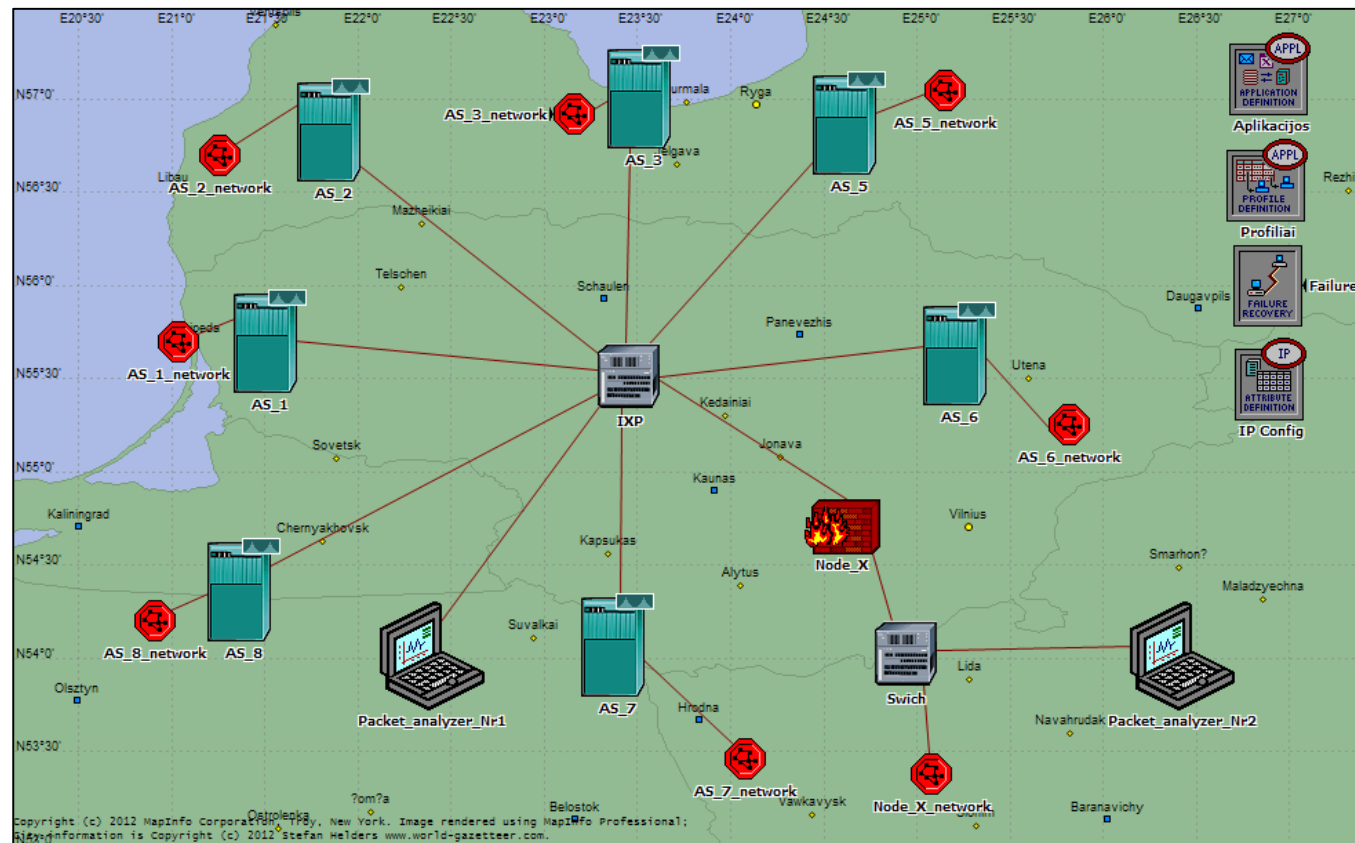 E20°30' E21°0' E21°30' E22°0' E22°30' E23°0' E23°30' E24°0' E24°30' E25°0' E25°30' E26°0' E26°30' E27°0'
APPL
APPLICATION
DEFINITION
Aplikacijos
N57°0'
AS_3_network
AS_3
Ryga
AS_5_network
AS_5
APPL
PROFILE
DEFINITION
Profiliai
Libau
AS_2_network
AS_2
N56°30'
Mazheikiai
Telschen
N56°0'
Schaulen
Panevezhis
Daugavpils
FAILURE
RECOVERY
Failure
AS_1_network
AS_1
N55°30'
IXP
Kedainiai
AS_6
Utena
AS_6_network
IP
ATTRIBUTE
DEFINITION
IP Config
Sovetsk
Jonava
N55°0'
Kaunas
Kaliningrad
Chernyakhovsk
Kapsukas
Node_X
Vilnius
N54°30'
Alytus
Smarhon?
Maladzyechna
AS_8_network
AS_8
Suvalkai
N54°0'
Swich
Lida
Olsztyn
Packet_analyzer_Nr1
AS_7
Hrodna
Navahrudak
Packet_analyzer_Nr2
N53°30'
AS_7_network
Node_X_network
?om?a
Ostrolenka
Belostok
Vawkavysk
Baranavichy
Copyright (c) 2012 MapInfo Corporation, Troy, New York. Image rendered using MapInfo Professional;
City information is Copyright (c) 2012 Stefan Helders www.world-gazetteer.com.